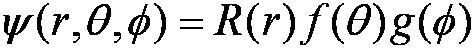 ψ(r,θ,ϕ) = R(r)f(θ)g(ϕ)